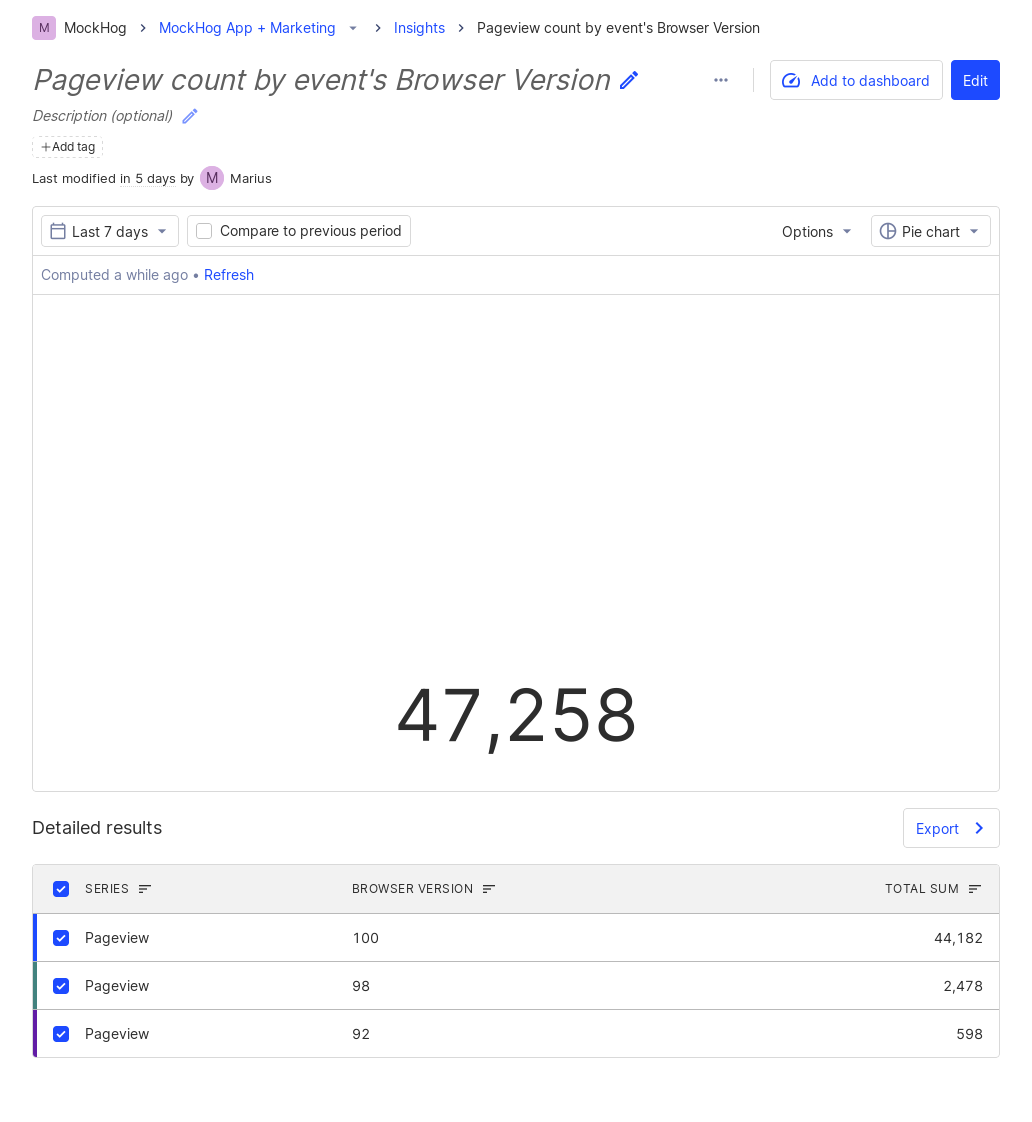 M MockHog MockHog App + Marketing Insights Pageview count by event's Browser Version
Pageview count by event's Browser Version
Add to dashboard Edit
Description (optional)
Add tag
Last modified in 5 days by M Marius
Last 7 days Compare to previous period Options Pie chart
Computed a while ago • Refresh
47,258
Detailed results Export
SERIES BROWSER VERSION TOTAL SUM
Pageview 100 44,182
Pageview 98 2,478
Pageview 92 598